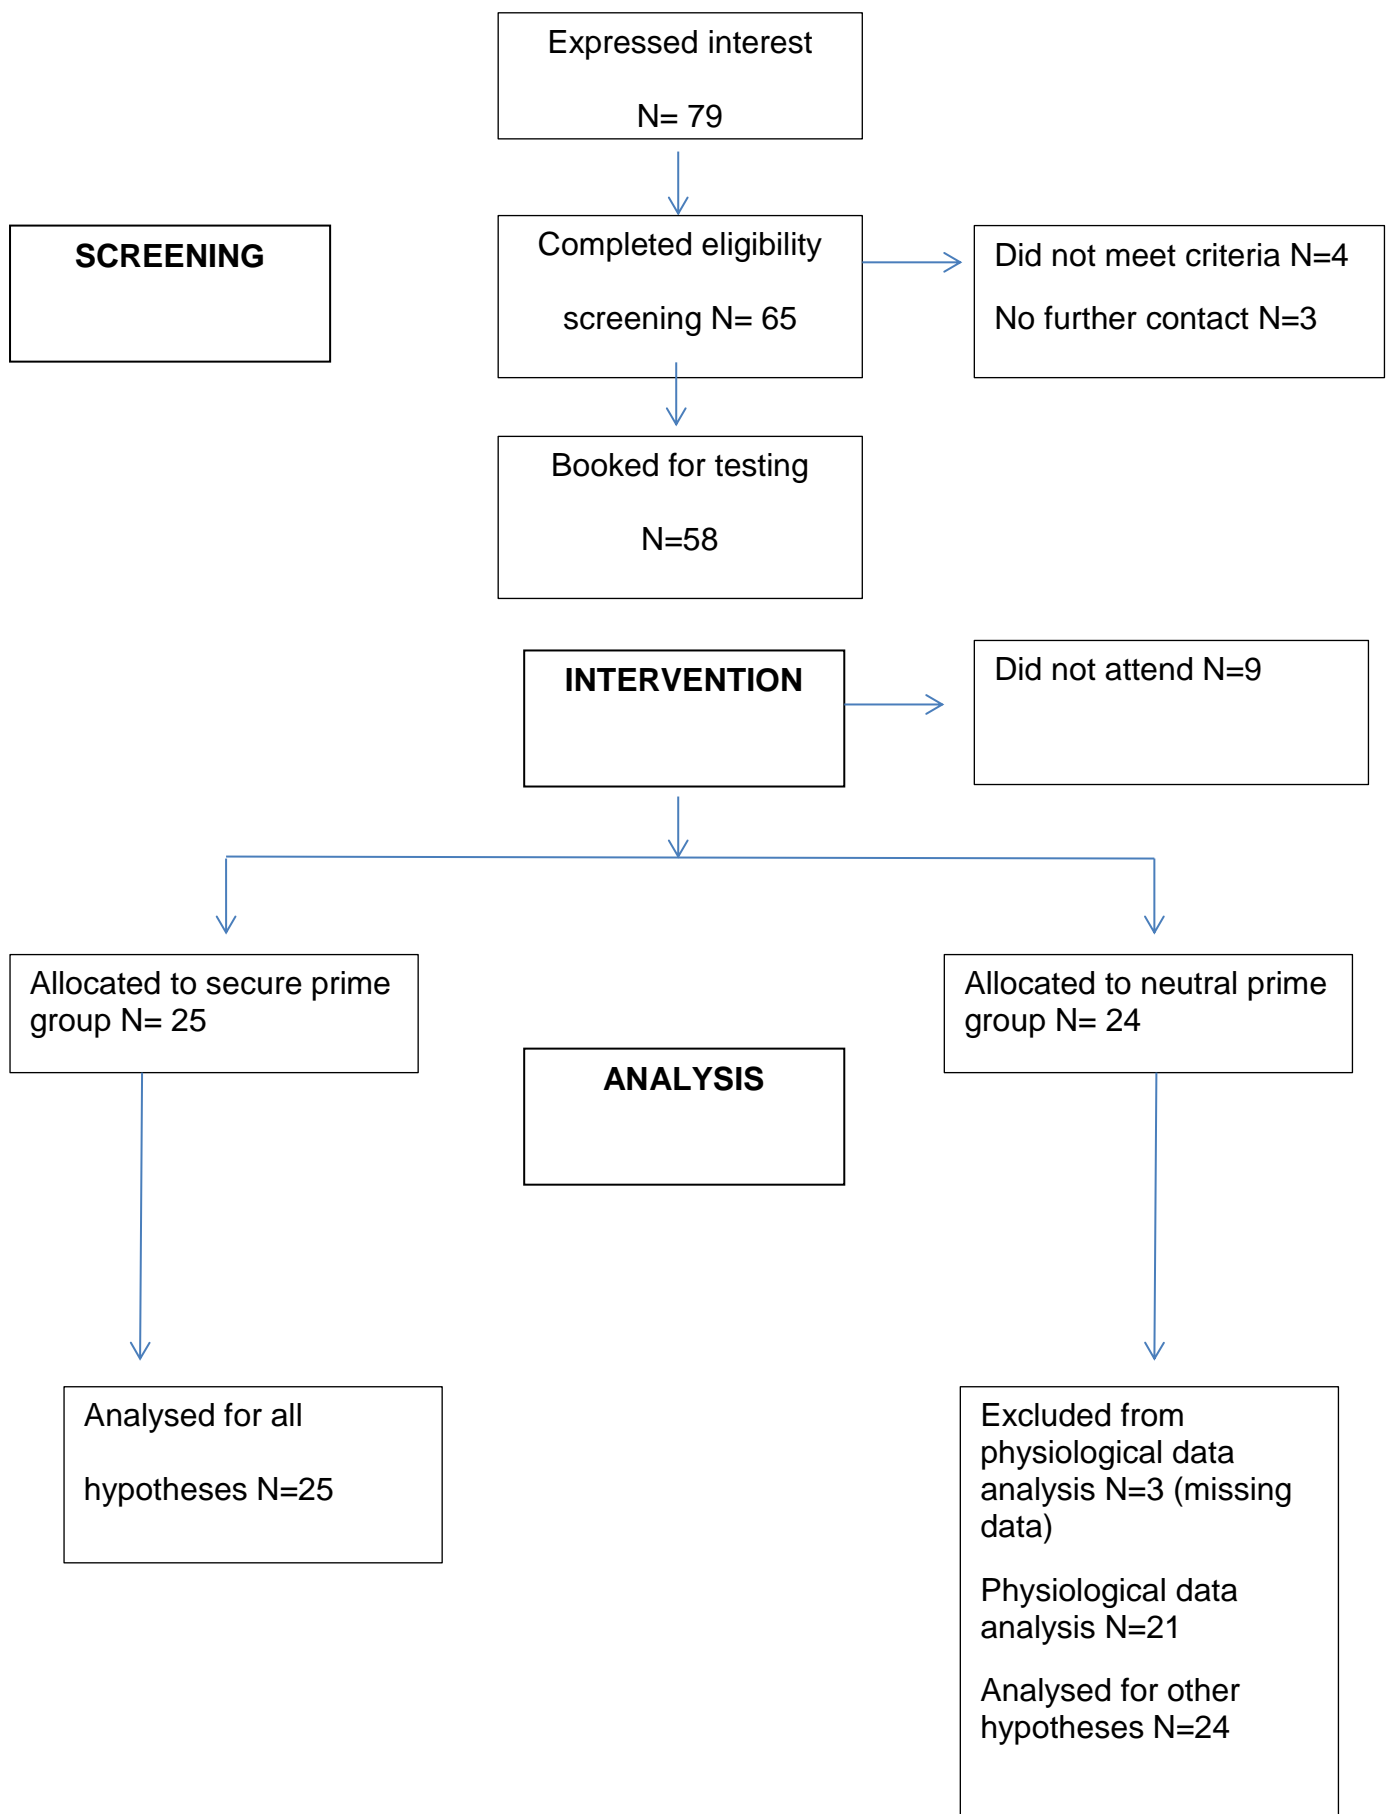 Expressed interest
N= 79
SCREENING
Completed eligibility
screening N= 65
Did not meet criteria N=4
No further contact N=3
Booked for testing
N=58
INTERVENTION
Did not attend N=9
Allocated to secure prime
group N= 25
Allocated to neutral prime
group N= 24
ANALYSIS
Analysed for all
hypotheses N=25
Excluded from
physiological data
analysis N=3 (missing
data)
Physiological data
analysis N=21
Analysed for other
hypotheses N=24